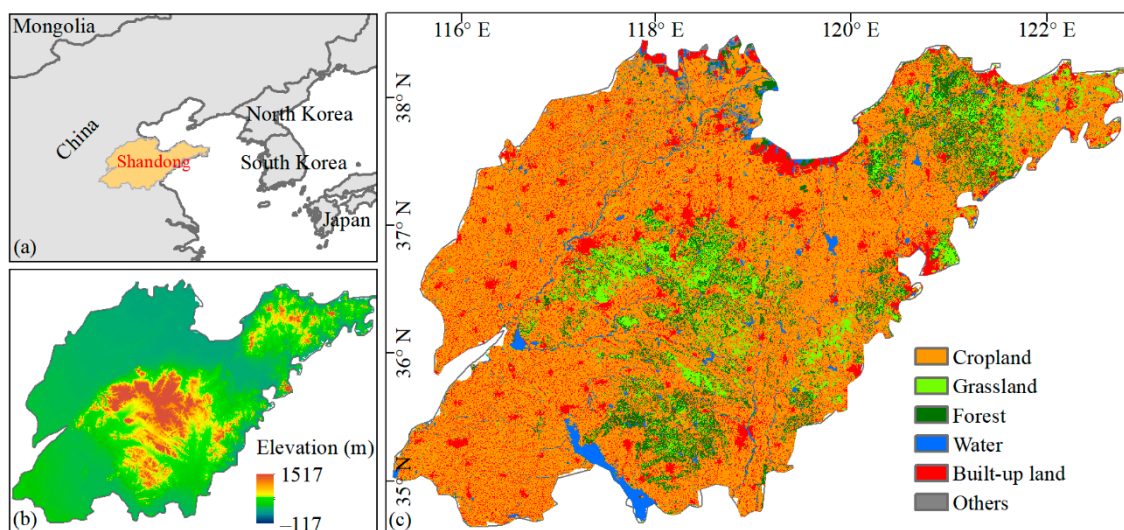 Mongolia
China
North Korea
Shandong
South Korea
Japan
(a)
Elevation (m)
1517
–117
(b)
116° E
118° E
120° E
122° E
38° N
37° N
36° N
35° N
Cropland
Grassland
Forest
Water
Built-up land
Others
(c)